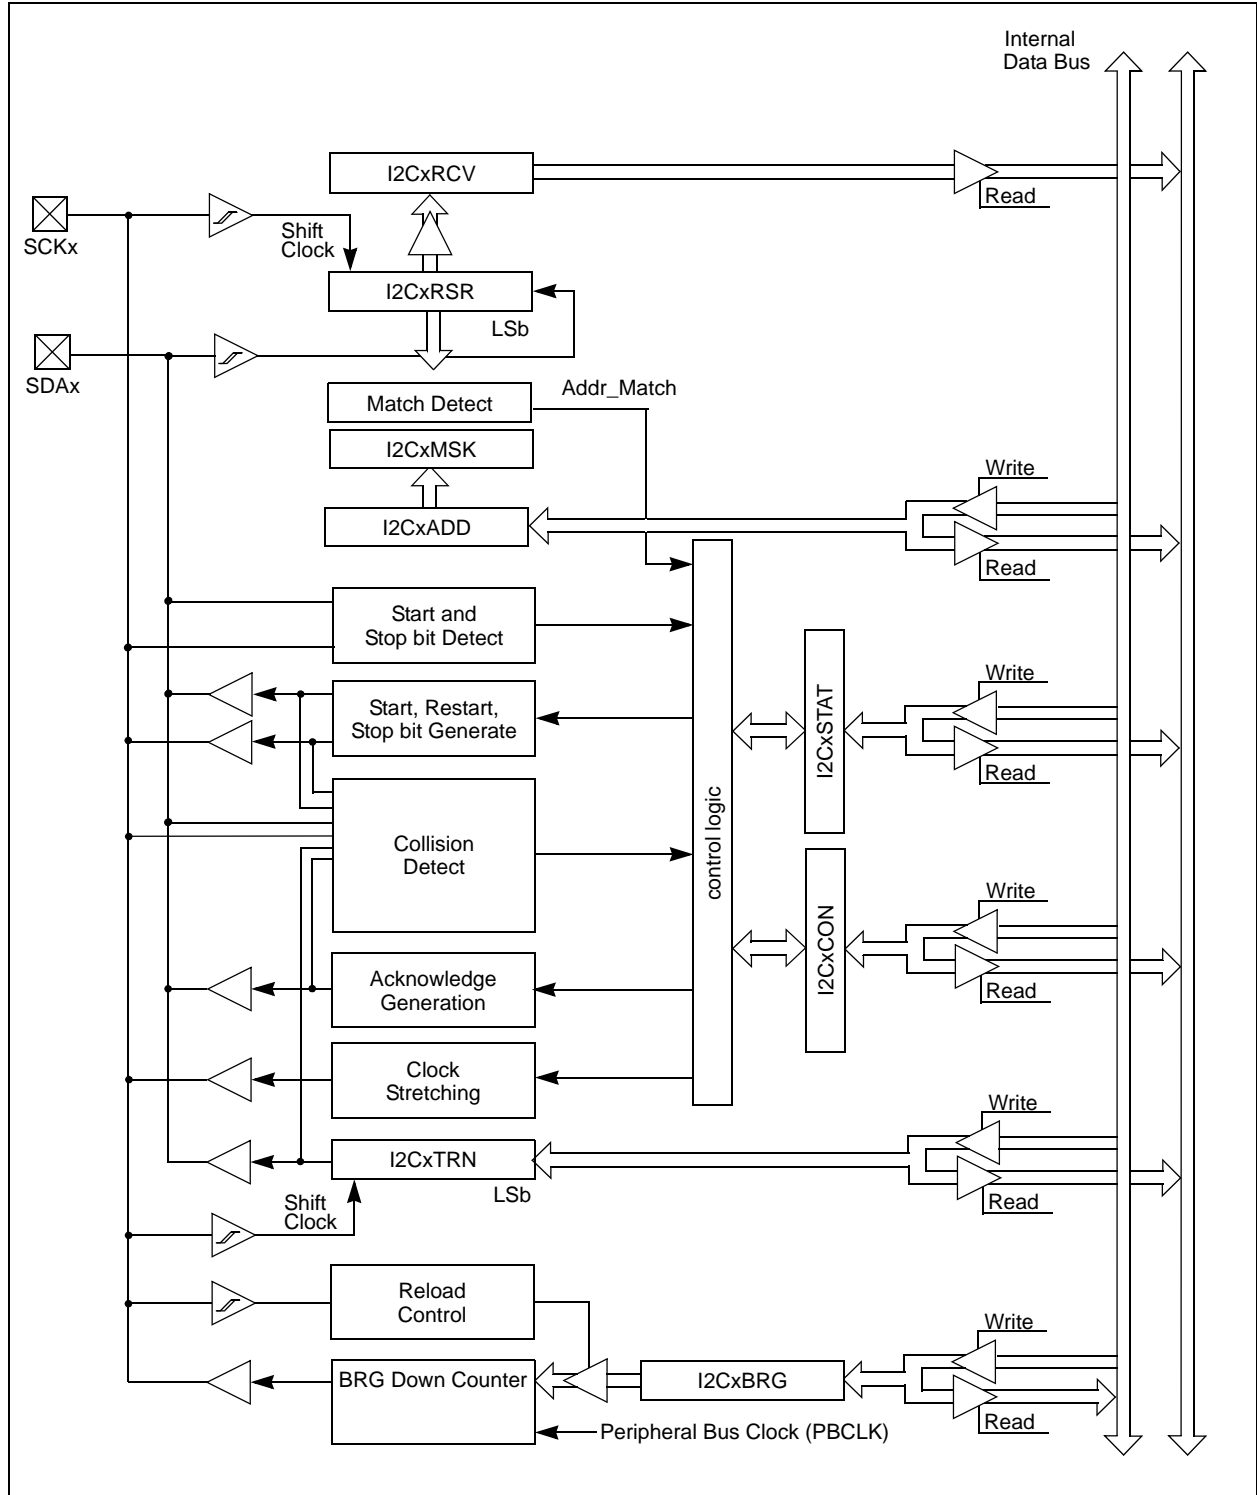 Internal
Data Bus
I2CxRCV
Read
SCKx
Shift
Clock
I2CxRSR
LSb
SDAx
Match Detect
Addr_Match
I2CxMSK
Write
I2CxADD
Read
Start and
Stop bit Detect
Start, Restart,
Stop bit Generate
I2CxSTAT
Write
Read
Collision
Detect
control logic
I2CxCON
Write
Read
Acknowledge
Generation
Clock
Stretching
Write
I2CxTRN
LSb
Read
Shift
Clock
Reload
Control
Write
BRG Down Counter
I2CxBRG
Read
Peripheral Bus Clock (PBCLK)